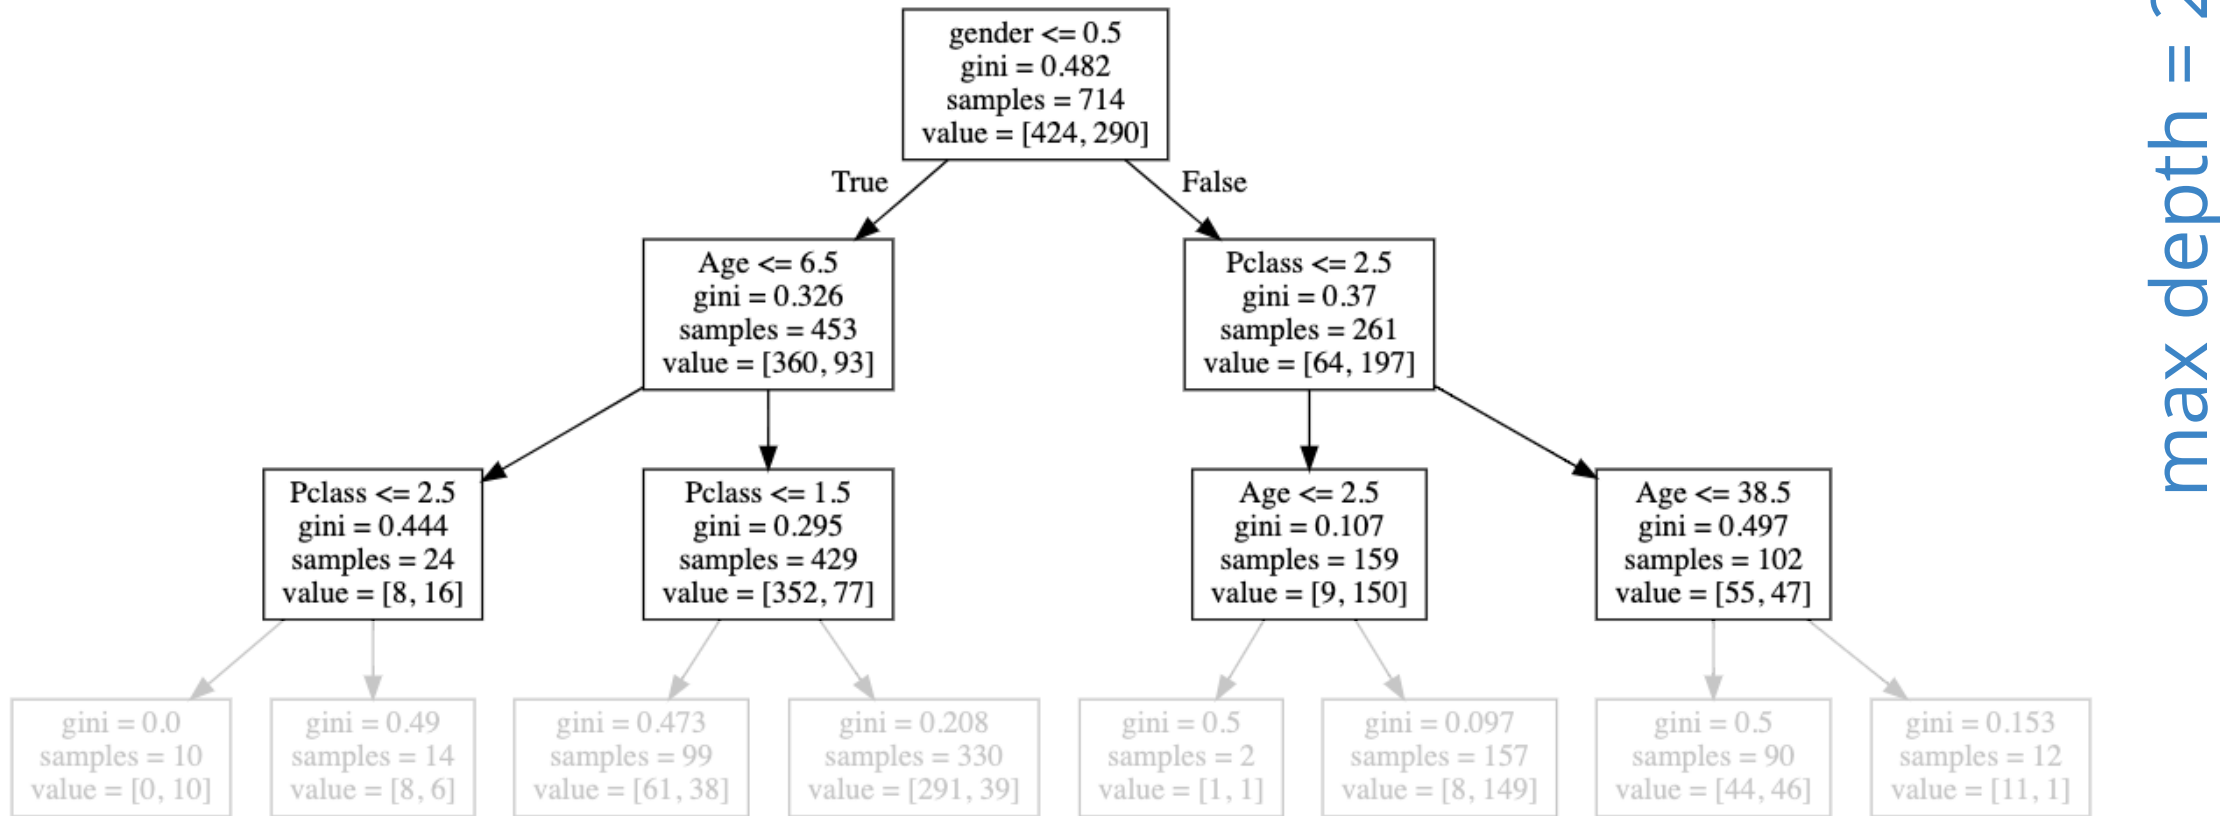 gender <= 0.5
gini = 0.482
samples = 714
value = [424, 290]
True
False
Age <= 6.5
gini = 0.326
samples = 453
value = [360, 93]
Pclass <= 2.5
gini = 0.37
samples = 261
value = [64, 197]
Pclass <= 2.5
gini = 0.444
samples = 24
value = [8, 16]
Pclass <= 1.5
gini = 0.295
samples = 429
value = [352, 77]
Age <= 2.5
gini = 0.107
samples = 159
value = [9, 150]
Age <= 38.5
gini = 0.497
samples = 102
value = [55, 47]
gini = 0.0
samples = 10
value = [0, 10]
gini = 0.49
samples = 14
value = [8, 6]
gini = 0.473
samples = 99
value = [61, 38]
gini = 0.208
samples = 330
value = [291, 39]
gini = 0.5
samples = 2
value = [1, 1]
gini = 0.097
samples = 157
value = [8, 149]
gini = 0.5
samples = 90
value = [44, 46]
gini = 0.153
samples = 12
value = [11, 1]
max depth = 2